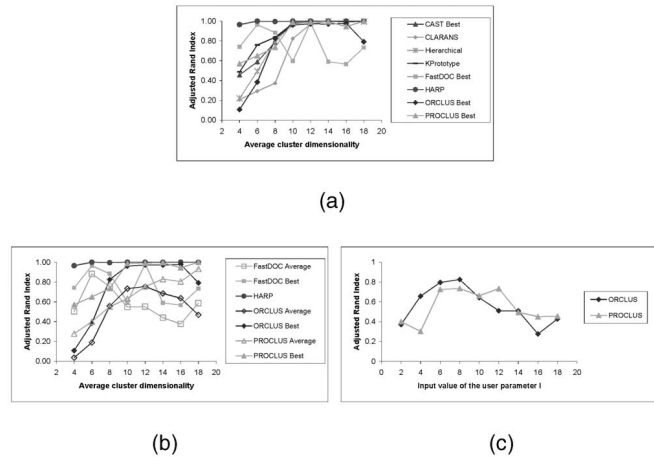 Adjusted Rand Index
1.00
0.80
0.60
0.40
0.20
0.00
2 4 6 8 10 12 14 16 18
Average cluster dimensionality
CAST Best
CLARANS
Hierarchical
KPrototype
FastDOC Best
HARP
ORCLUS Best
PROCLUS Best
(a)
Adjusted Rand Index
1.00
0.80
0.60
0.40
0.20
0.00
2 4 6 8 10 12 14 16 18
Average cluster dimensionality
FastDOC Average
FastDOC Best
HARP
ORCLUS Average
ORCLUS Best
PROCLUS Average
PROCLUS Best
(b)
Adjusted Rand Index
1
0.8
0.6
0.4
0.2
0
0 2 4 6 8 10 12 14 16 18 20
Input value of the user parameter l
ORCLUS
PROCLUS
(c)